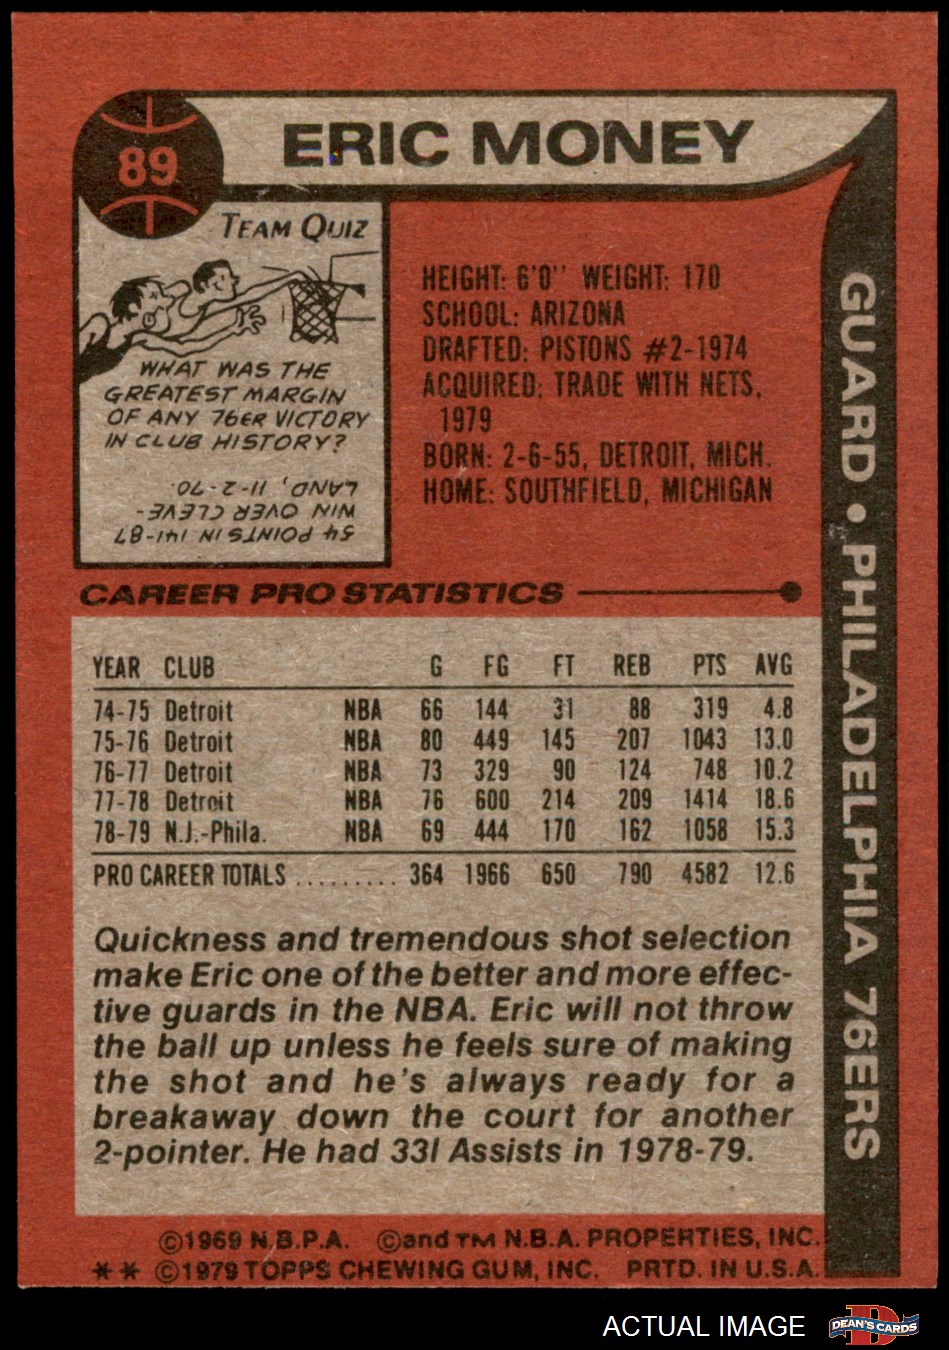 89
ERIC MONEY
TEAM QUIZ
WHAT WAS THE
GREATEST MARGIN
OF ANY 76ER VICTORY
IN CLUB HISTORY?
54 POINTS IN 141-87
WIN OVER CLEVE-
LAND, 11-2-70.
HEIGHT: 6'0" WEIGHT: 170
SCHOOL: ARIZONA
DRAFTED: PISTONS #2-1974
ACQUIRED: TRADE WITH NETS,
1979
BORN: 2-6-55, DETROIT, MICH.
HOME: SOUTHFIELD, MICHIGAN
GUARD • PHILADELPHIA 76ERS
CAREER PRO STATISTICS
YEAR CLUB G FG FT REB PTS AVG
74-75 Detroit NBA 66 144 31 88 319 4.8
75-76 Detroit NBA 80 449 145 207 1043 13.0
76-77 Detroit NBA 73 329 90 124 748 10.2
77-78 Detroit NBA 76 600 214 209 1414 18.6
78-79 N.J.-Phila. NBA 69 444 170 162 1058 15.3
PRO CAREER TOTALS ......... 364 1966 650 790 4582 12.6
Quickness and tremendous shot selection
make Eric one of the better and more effec-
tive guards in the NBA. Eric will not throw
the ball up unless he feels sure of making
the shot and he's always ready for a
breakaway down the court for another
2-pointer. He had 331 Assists in 1978-79.
©1969 N.B.P.A. ©and TM N.B.A. PROPERTIES, INC.
** ©1979 TOPPS CHEWING GUM, INC. PRTD. IN U.S.A.
ACTUAL IMAGE
D
DEAN'S CARDS